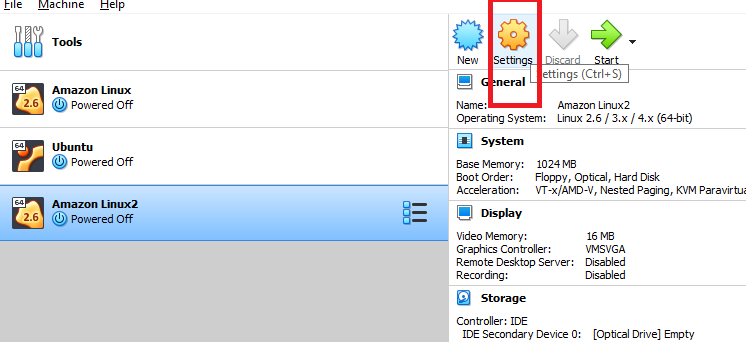 File Machine Help
Tools
64
2.6
Amazon Linux
Powered Off
64
Ubuntu
Powered Off
64
2.6
Amazon Linux2
Powered Off
New Settings Discard Start
Settings (Ctrl+S)
General
Name: Amazon Linux2
Operating System: Linux 2.6 / 3.x / 4.x (64-bit)
System
Base Memory: 1024 MB
Boot Order: Floppy, Optical, Hard Disk
Acceleration: VT-x/AMD-V, Nested Paging, KVM Paravirtua
Display
Video Memory: 16 MB
Graphics Controller: VMSVGA
Remote Desktop Server: Disabled
Recording: Disabled
Storage
Controller: IDE
IDE Secondary Device 0: [Optical Drive] Empty